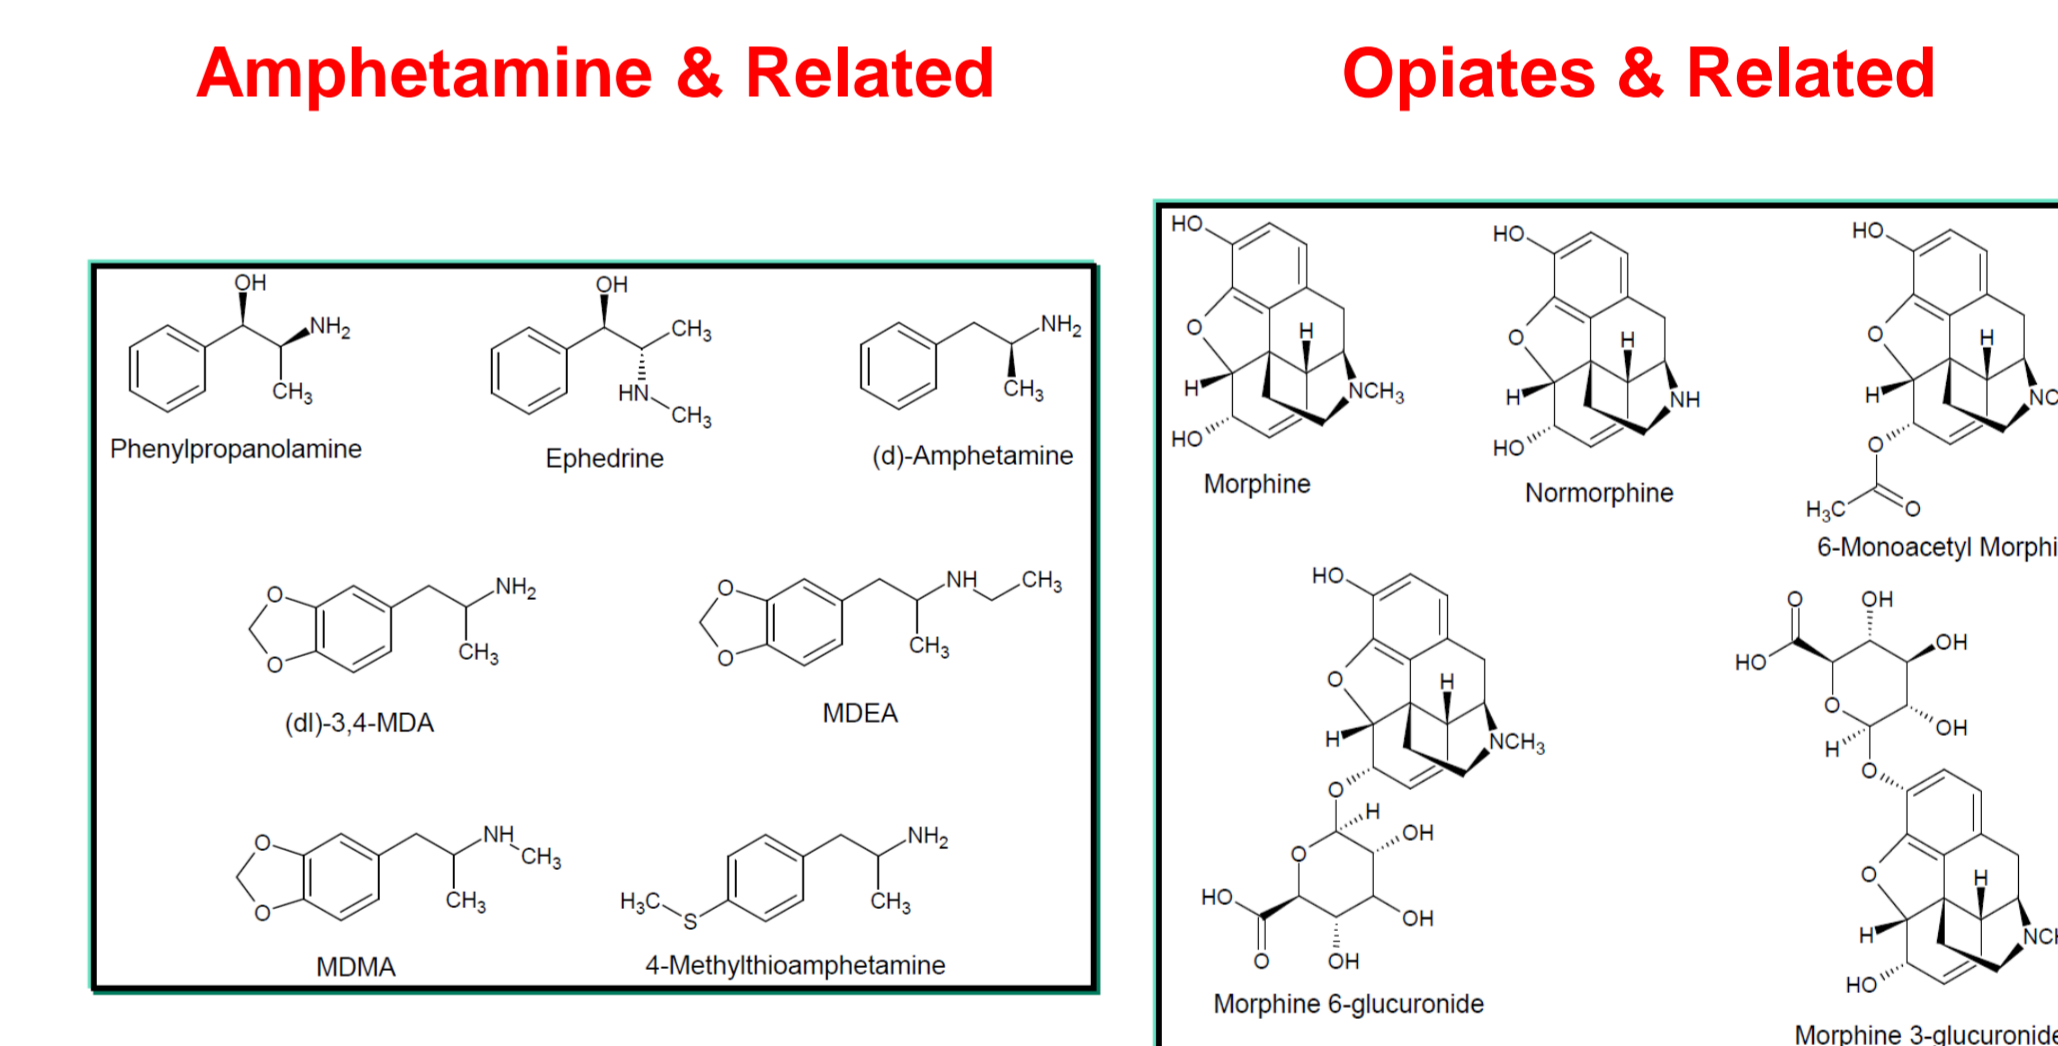 Amphetamine & Related
OH
NH2
CH3
Phenylpropanolamine
OH
CH3
HN
CH3
Ephedrine
NH2
CH3
(d)-Amphetamine
O
O
NH2
CH3
(dl)-3,4-MDA
O
O
NH
CH3
CH3
MDEA
O
O
NH
CH3
CH3
MDMA
H3C
S
NH2
CH3
4-Methylthioamphetamine
Opiates & Related
HO
O
H
H
NCH3
HO
Morphine
HO
O
H
H
NH
HO
Normorphine
HO
O
H
H
NC
O
H3C
O
6-Monoacetyl Morphi
HO
O
H
H
NCH3
O
H
O
OH
HO
OH
O
OH
Morphine 6-glucuronide
O
OH
HO
OH
O
OH
H
O
O
H
H
NCH
HO
Morphine 3-glucuronide